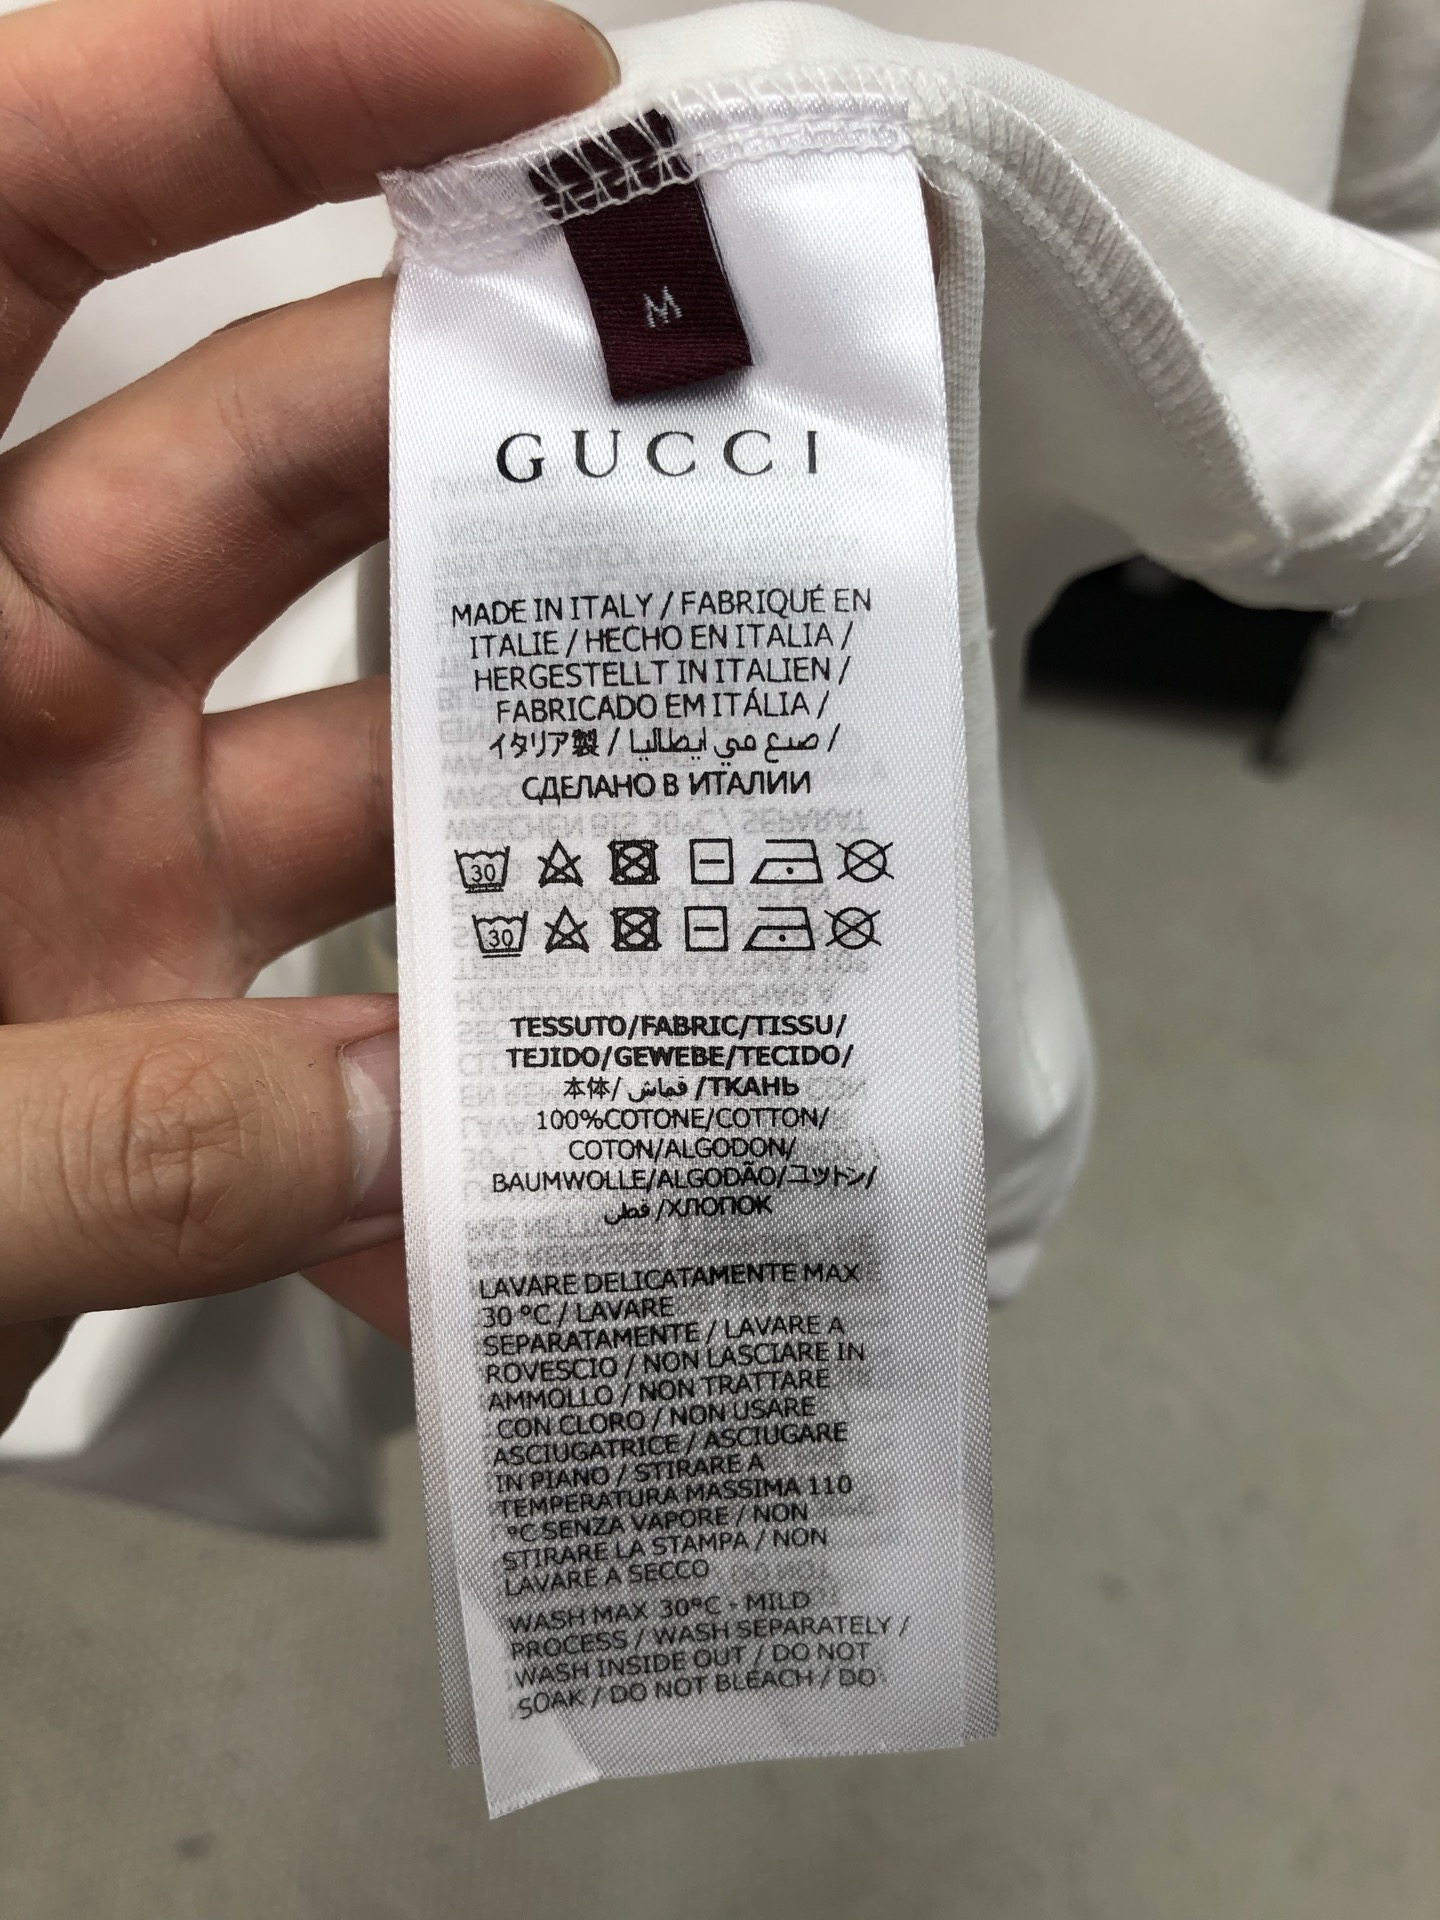 M
GUCCI
MADE IN ITALY / FABRIQUÉ EN
ITALIE / HECHO EN ITALIA /
HERGESTELLT IN ITALIEN /
FABRICADO EM ITÁLIA /
イタリア製 / صنع في ايطاليا /
СДЕЛАНО В ИТАЛИИ
30
30
TESSUTO/FABRIC/TISSU/
TEJIDO/GEWEBE/TECIDO/
本体/ قماش /ТКАНЬ
100%COTONE/COTTON/
COTON/ALGODON/
BAUMWOLLE/ALGODÃO/コットン/
قطن /ХЛОПОК
LAVARE DELICATAMENTE MAX
30 °C / LAVARE
SEPARATAMENTE / LAVARE A
ROVESCIO / NON LASCIARE IN
AMMOLLO / NON TRATTARE
CON CLORO / NON USARE
ASCIUGATRICE / ASCIUGARE
IN PIANO / STIRARE A
TEMPERATURA MASSIMA 110
°C SENZA VAPORE / NON
STIRARE LA STAMPA / NON
LAVARE A SECCO
WASH MAX 30°C - MILD
PROCESS / WASH SEPARATELY /
WASH INSIDE OUT / DO NOT
SOAK / DO NOT BLEACH / DO